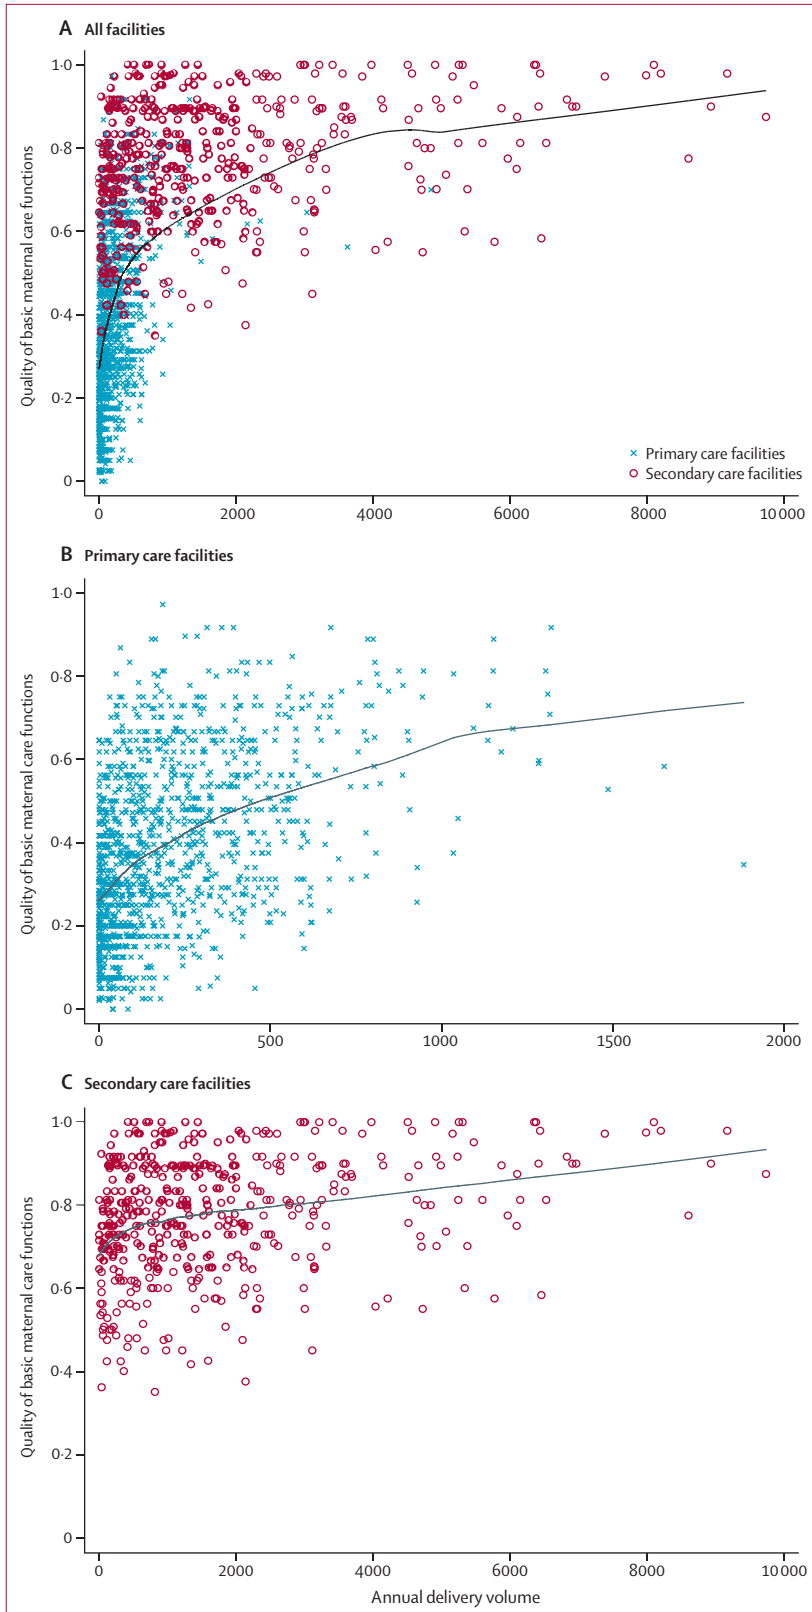 A All facilities
1·0
0·8
0·6
0·4
0·2
0
Quality of basic maternal care functions
Primary care facilities
Secondary care facilities
0 2000 4000 6000 8000 10 000
B Primary care facilities
1·0
0·8
0·6
0·4
0·2
0
Quality of basic maternal care functions
0 500 1000 1500 2000
C Secondary care facilities
1·0
0·8
0·6
0·4
0·2
0
Quality of basic maternal care functions
0 2000 4000 6000 8000 10 000
Annual delivery volume